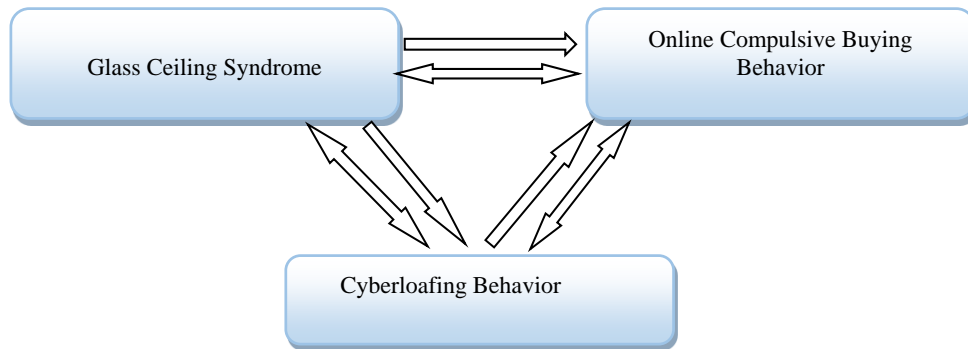 Glass Ceiling Syndrome
Online Compulsive Buying
Behavior
Cyberloafing Behavior